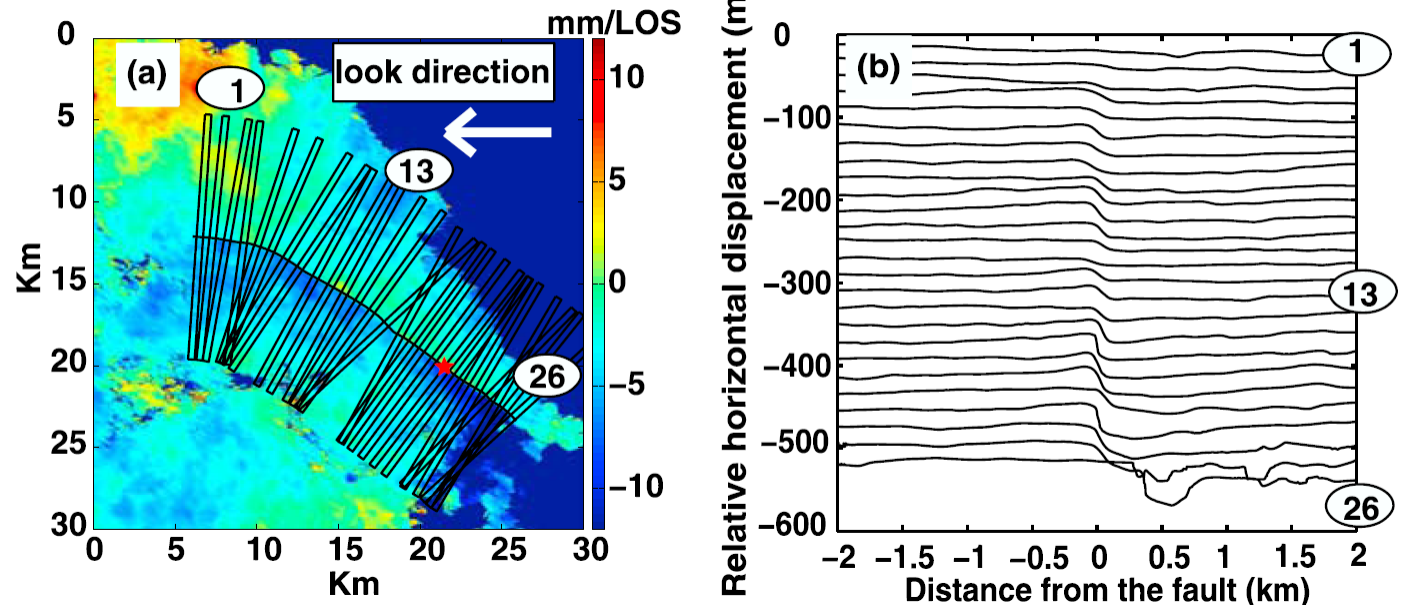 mm/LOS
(a)
look direction
1
13
26
0
5
10
15
20
25
30
Km
0 5 10 15 20 25 30
Km
10
5
0
−5
−10
(b)
1
13
26
0
−100
−200
−300
−400
−500
−600
Relative horizontal displacement
−2 −1.5 −1 −0.5 0 0.5 1 1.5 2
Distance from the fault (km)